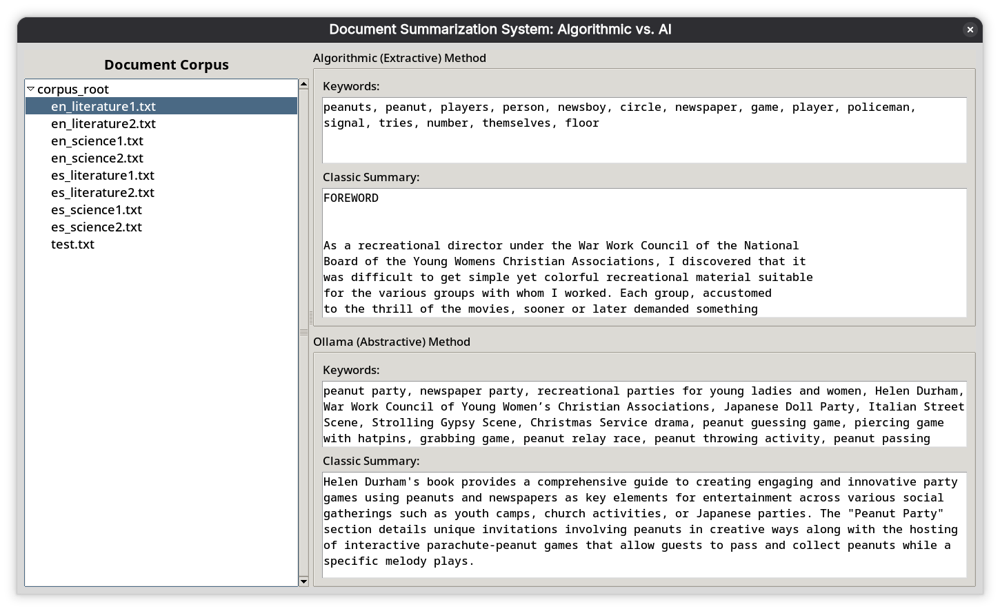 Document Summarization System: Algorithmic vs. AI
Document Corpus
corpus_root
en_literature1.txt
en_literature2.txt
en_science1.txt
en_science2.txt
es_literature1.txt
es_literature2.txt
es_science1.txt
es_science2.txt
test.txt
Algorithmic (Extractive) Method
Keywords:
peanuts, peanut, players, person, newsboy, circle, newspaper, game, player, policeman,
signal, tries, number, themselves, floor
Classic Summary:
FOREWORD
As a recreational director under the War Work Council of the National
Board of the Young Womens Christian Associations, I discovered that it
was difficult to get simple yet colorful recreational material suitable
for the various groups with whom I worked. Each group, accustomed
to the thrill of the movies, sooner or later demanded something
Ollama (Abstractive) Method
Keywords:
peanut party, newspaper party, recreational parties for young ladies and women, Helen Durham,
War Work Council of Young Women’s Christian Associations, Japanese Doll Party, Italian Street
Scene, Strolling Gypsy Scene, Christmas Service drama, peanut guessing game, piercing game
with hatpins, grabbing game, peanut relay race, peanut throwing activity, peanut passing
Classic Summary:
Helen Durham's book provides a comprehensive guide to creating engaging and innovative party
games using peanuts and newspapers as key elements for entertainment across various social
gatherings such as youth camps, church activities, or Japanese parties. The "Peanut Party"
section details unique invitations involving peanuts in creative ways along with the hosting
of interactive parachute-peanut games that allow guests to pass and collect peanuts while a
specific melody plays.